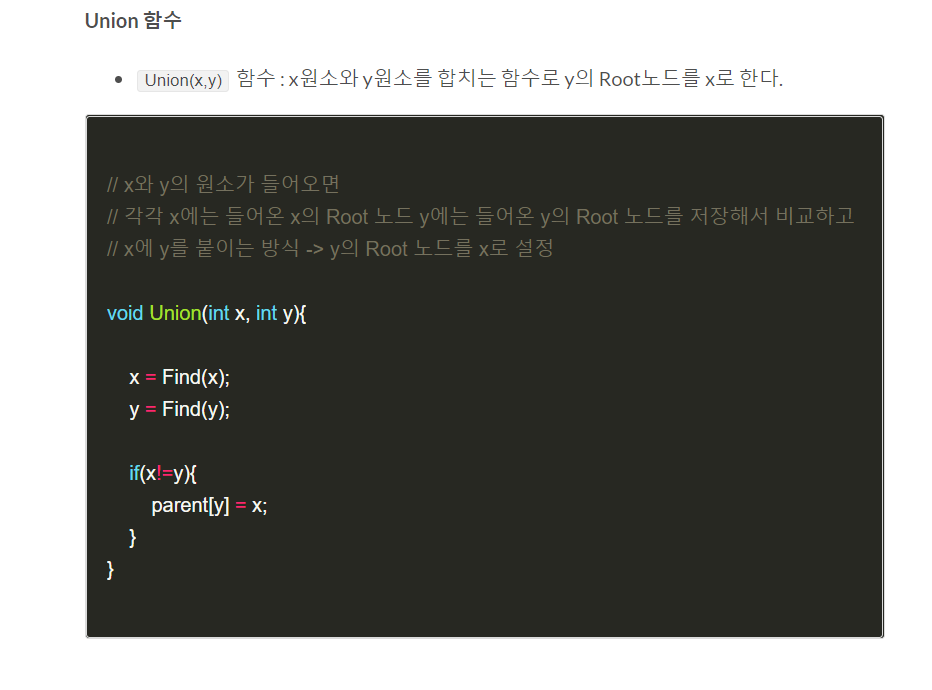 Union 함수
Union(x,y) 함수 : x원소와 y원소를 합치는 함수로 y의 Root노드를 x로 한다.
// x와 y의 원소가 들어오면
// 각각 x에는 들어온 x의 Root 노드 y에는 들어온 y의 Root 노드를 저장해서 비교하고
// x에 y를 붙이는 방식 -> y의 Root 노드를 x로 설정
void Union(int x, int y){
x = Find(x);
y = Find(y);
if(x!=y){
parent[y] = x;
}
}